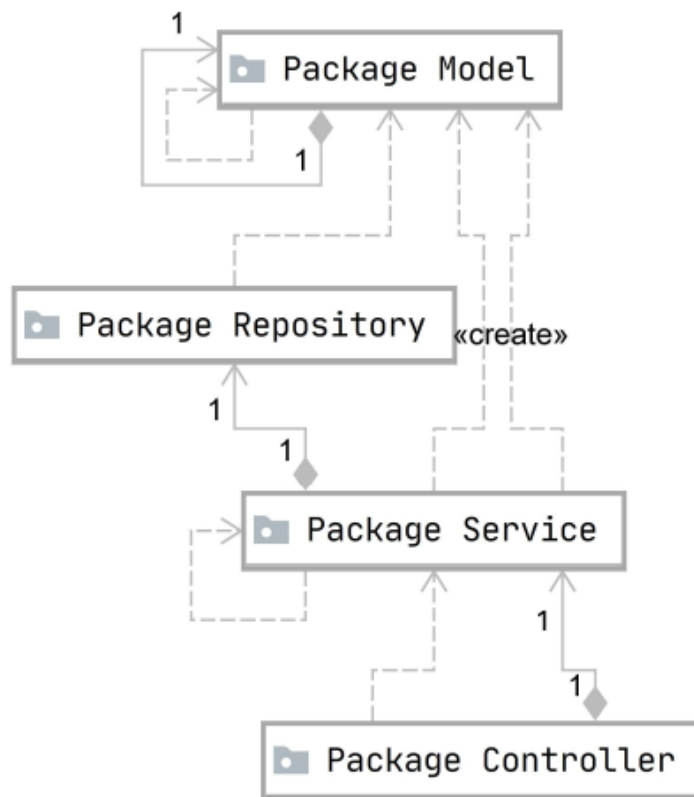 1
Package Model
1
Package Repository
«create»
1
1
Package Service
1
1
Package Controller